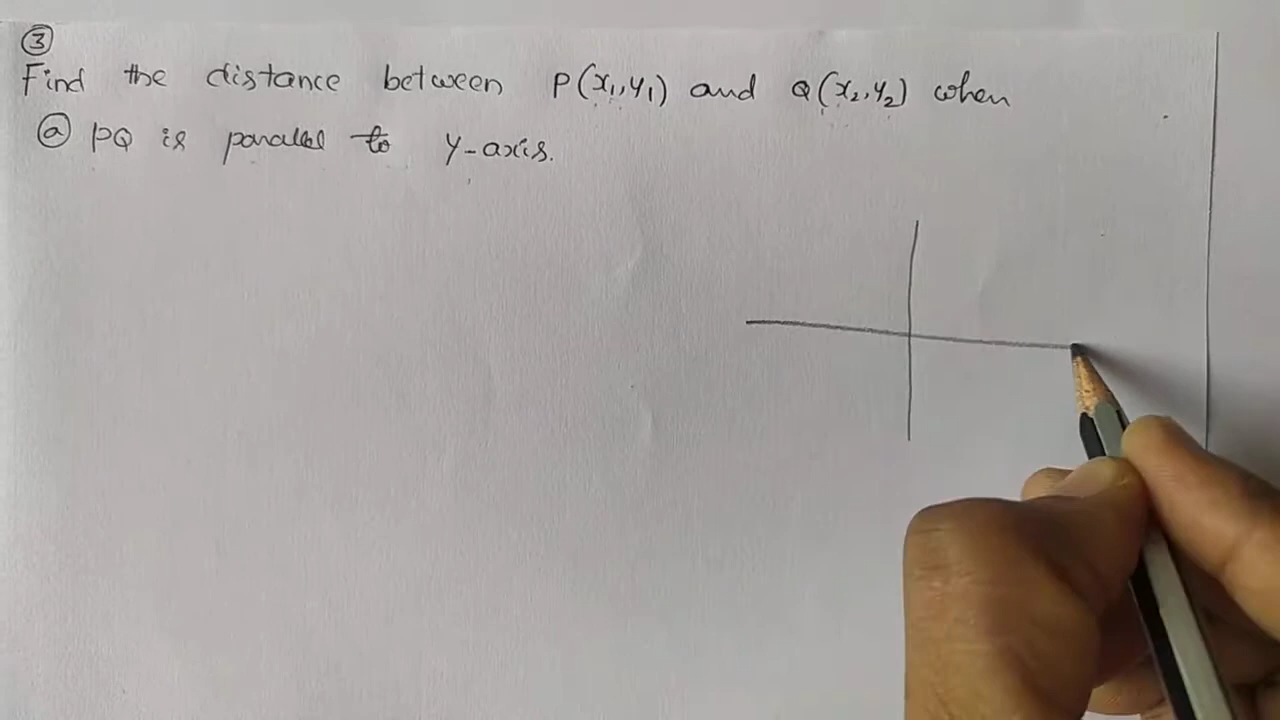 ③
Find the distance between P(x₁,y₁) and Q(x₂,y₂) when
ⓐ PQ is parallel to y-axis.